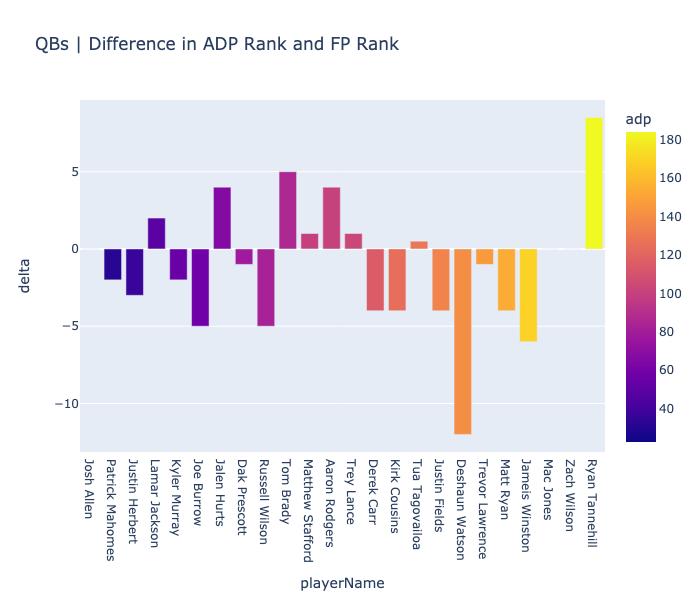 QBs | Difference in ADP Rank and FP Rank
adp
180
160
140
120
100
80
60
40
5
0
−5
−10
delta
Josh Allen
Patrick Mahomes
Justin Herbert
Lamar Jackson
Kyler Murray
Joe Burrow
Jalen Hurts
Dak Prescott
Russell Wilson
Tom Brady
Matthew Stafford
Aaron Rodgers
Trey Lance
Derek Carr
Kirk Cousins
Tua Tagovailoa
Justin Fields
Deshaun Watson
Trevor Lawrence
Matt Ryan
Jameis Winston
Mac Jones
Zach Wilson
Ryan Tannehill
playerName